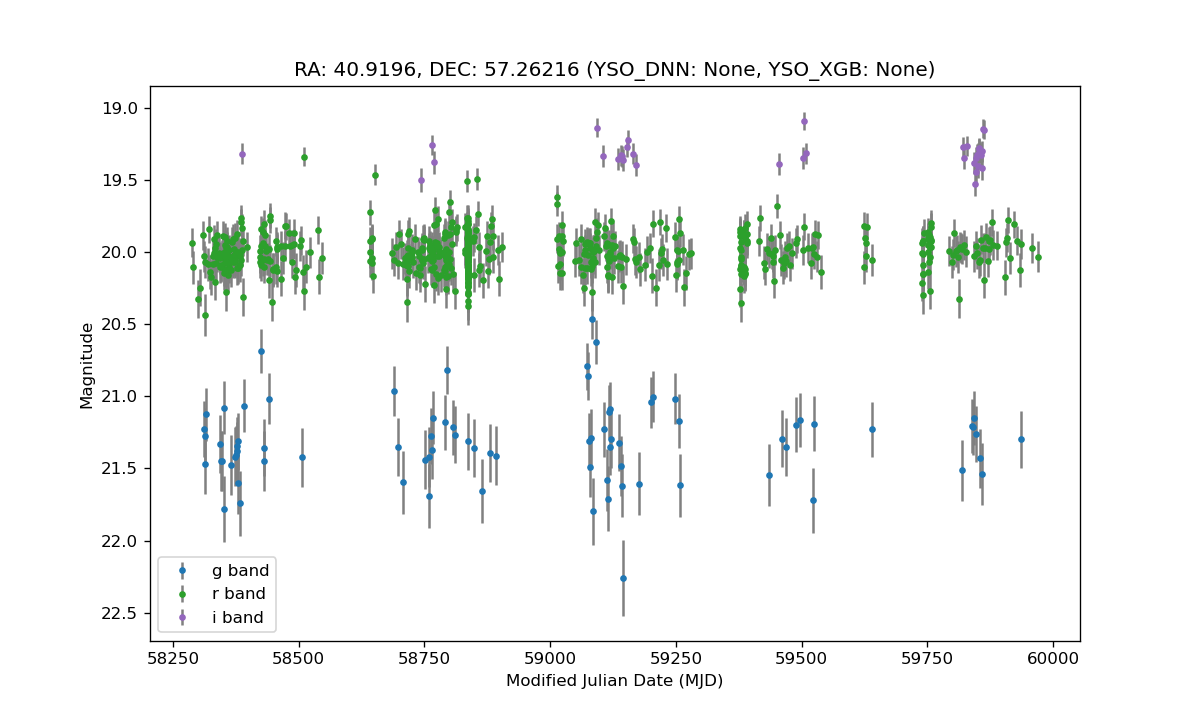 RA: 40.9196, DEC: 57.26216 (YSO_DNN: None, YSO_XGB: None)
19.0
19.5
20.0
20.5
21.0
21.5
22.0
22.5
Magnitude
g band
r band
i band
58250 58500 58750 59000 59250 59500 59750 60000
Modified Julian Date (MJD)